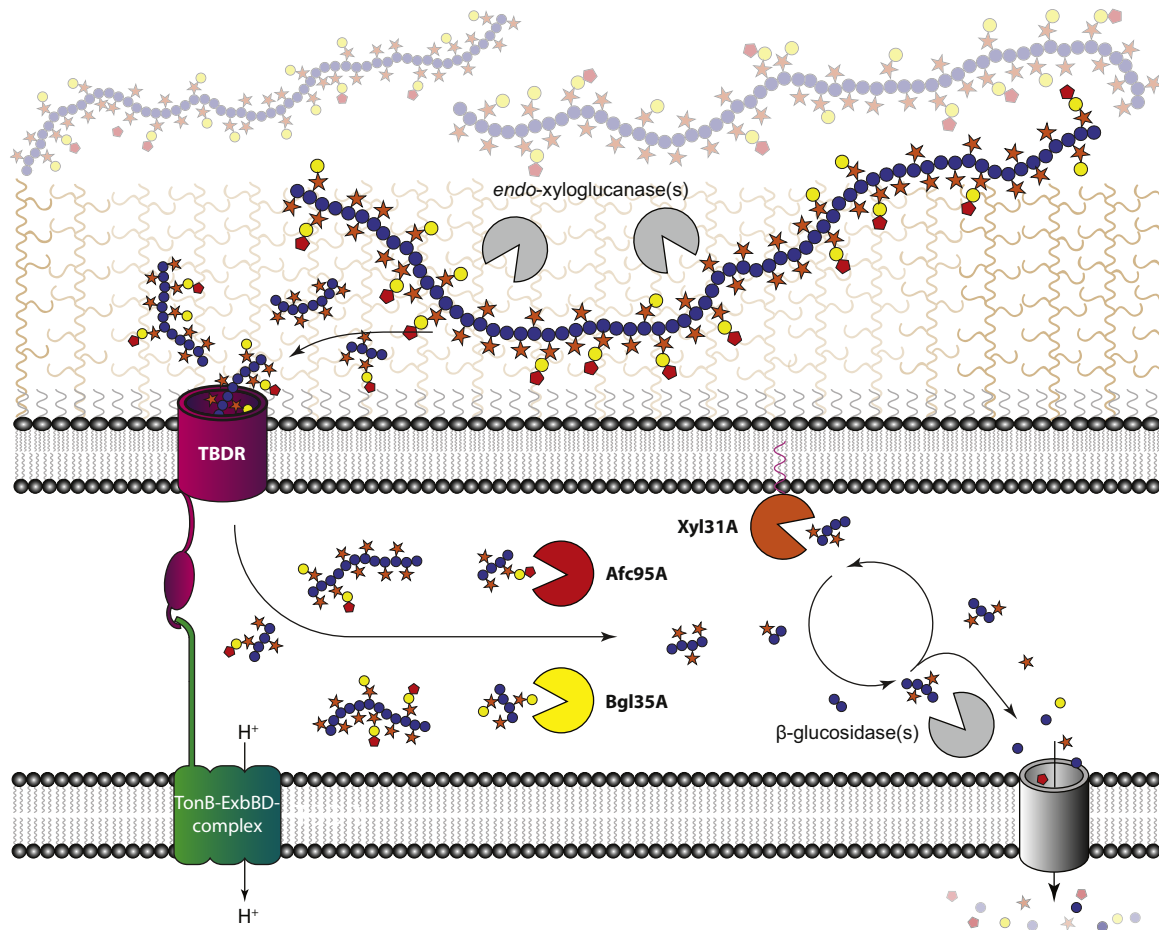 endo-xyloglucanase(s)
TBDR
Xyl31A
Afc95A
Bgl35A
β-glucosidase(s)
H⁺
TonB-ExbBD-
complex
H⁺